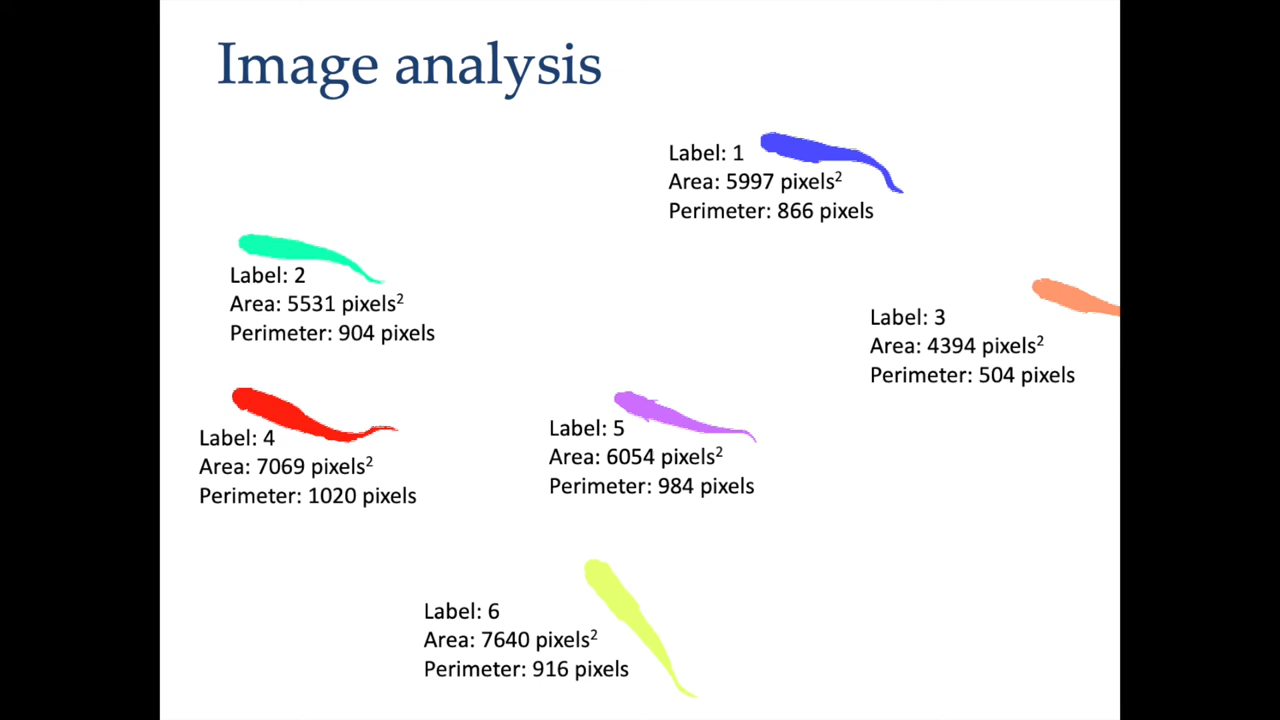 Image analysis
Label: 1
Area: 5997 pixels²
Perimeter: 866 pixels
Label: 2
Area: 5531 pixels²
Perimeter: 904 pixels
Label: 3
Area: 4394 pixels²
Perimeter: 504 pixels
Label: 4
Area: 7069 pixels²
Perimeter: 1020 pixels
Label: 5
Area: 6054 pixels²
Perimeter: 984 pixels
Label: 6
Area: 7640 pixels²
Perimeter: 916 pixels